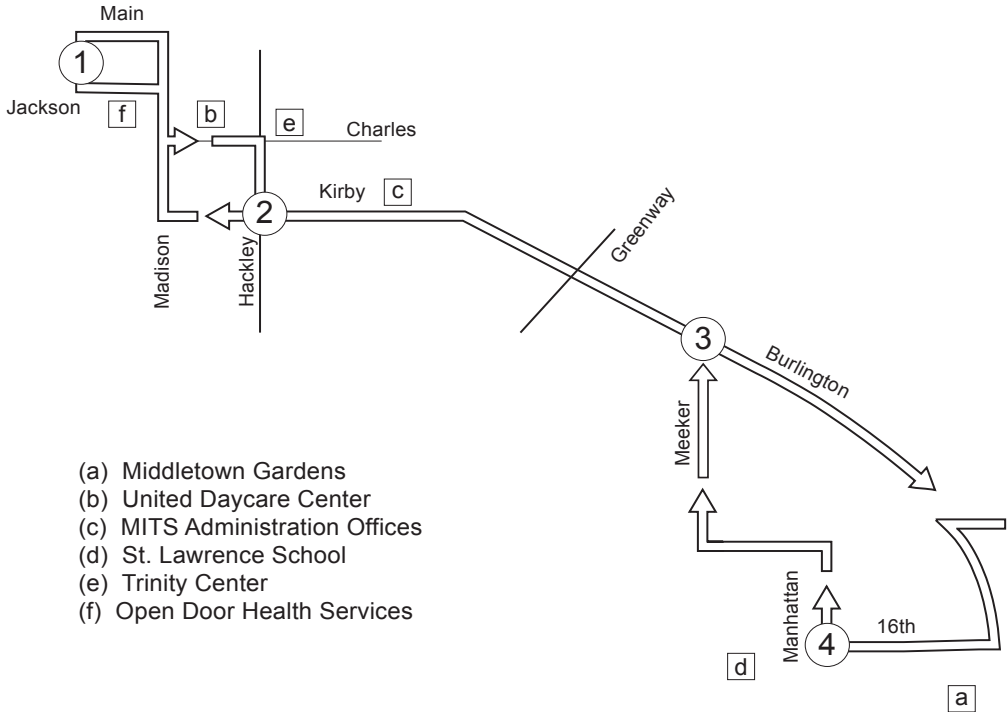 Main
1
Jackson
f
b
e
Charles
Kirby
c
2
Madison
Hackley
Greenway
3
Burlington
Meeker
(a) Middletown Gardens
(b) United Daycare Center
(c) MITS Administration Offices
(d) St. Lawrence School
(e) Trinity Center
(f) Open Door Health Services
Manhattan
4
16th
d
a